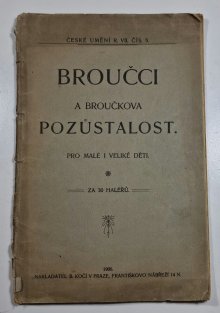 ČESKÉ UMĚNÍ R. VII. ČÍS. 5.
BROUČCI
A BROUČKOVA
POZŮSTALOST.
PRO MALÉ I VELIKÉ DĚTI.
ZA 30 HALÉŘŮ.
1908.
NAKLADATEL B. KOČÍ V PRAZE, FRANTIŠKOVO NÁBŘEŽÍ 14 N.